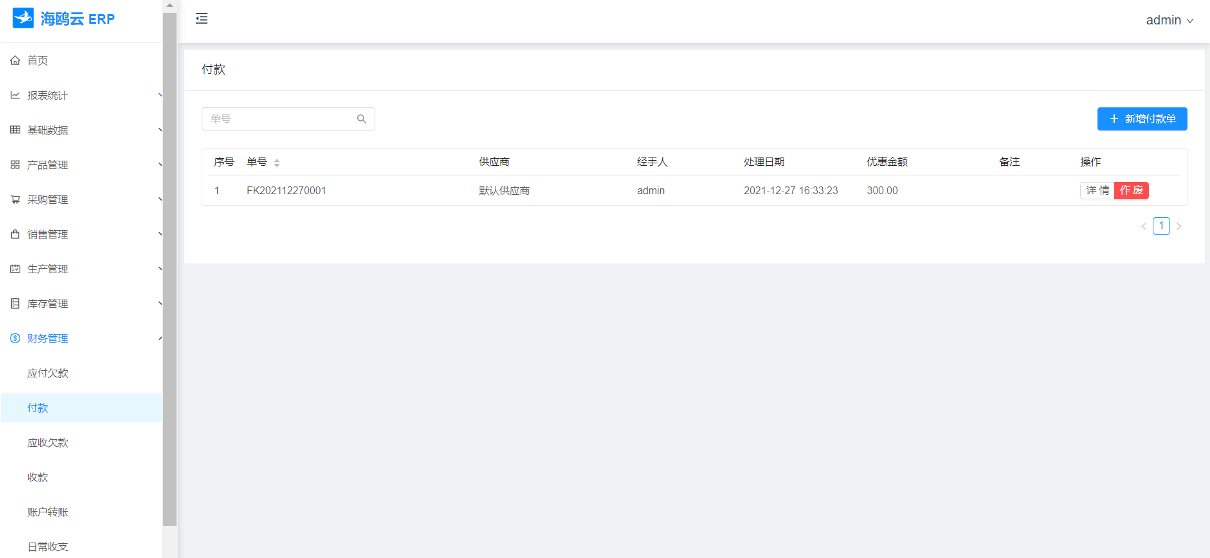 海鸥云 ERP
admin
首页
报表统计
基础数据
产品管理
采购管理
销售管理
生产管理
库存管理
财务管理
应付欠款
付款
应收欠款
收款
账户转账
日常收支
付款
单号
新增付款单
序号 单号 供应商 经手人 处理日期 优惠金额 备注 操作
1 FK202112270001 默认供应商 admin 2021-12-27 16:33:23 300.00 详 情 作 废
1